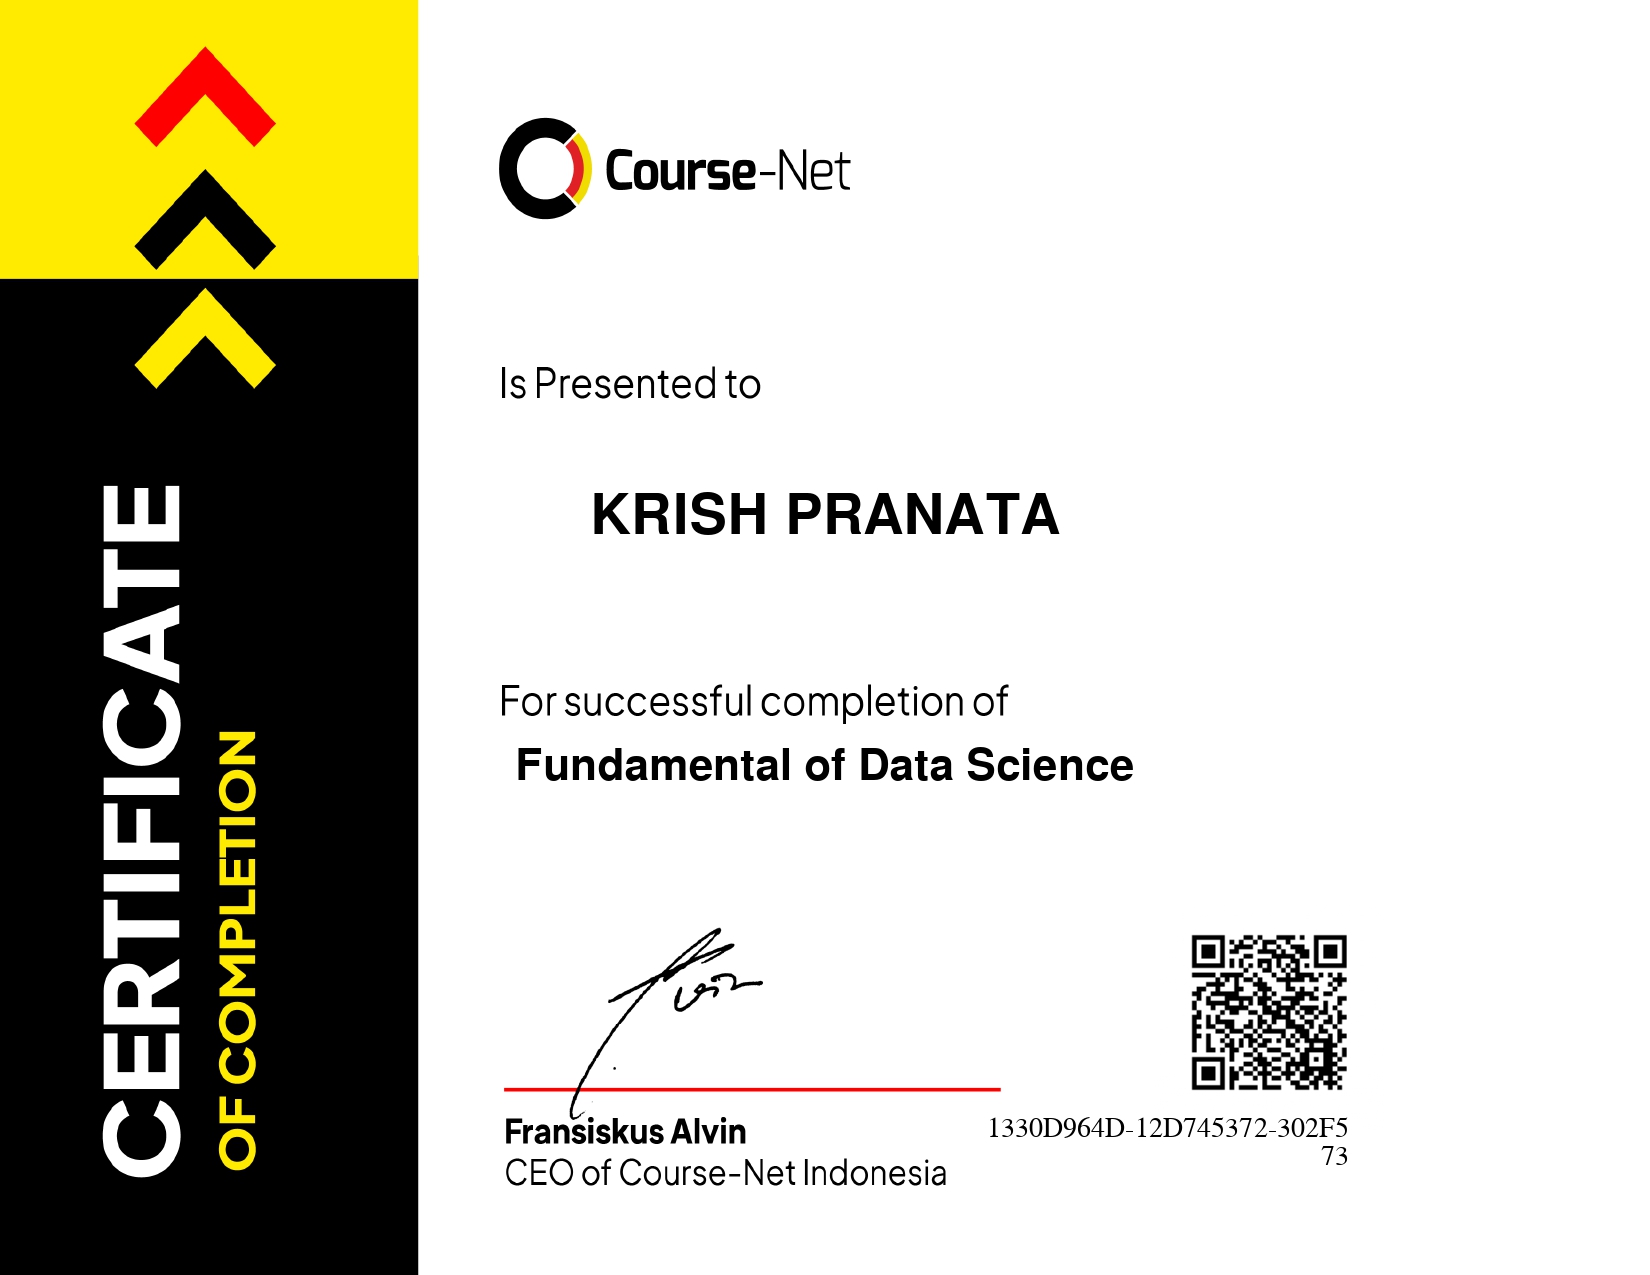 CERTIFICATE
OF COMPLETION
Course-Net
Is Presented to
KRISH PRANATA
For successful completion of
Fundamental of Data Science
Alvin
Fransiskus Alvin
CEO of Course-Net Indonesia
1330D964D-12D745372-302F5
73